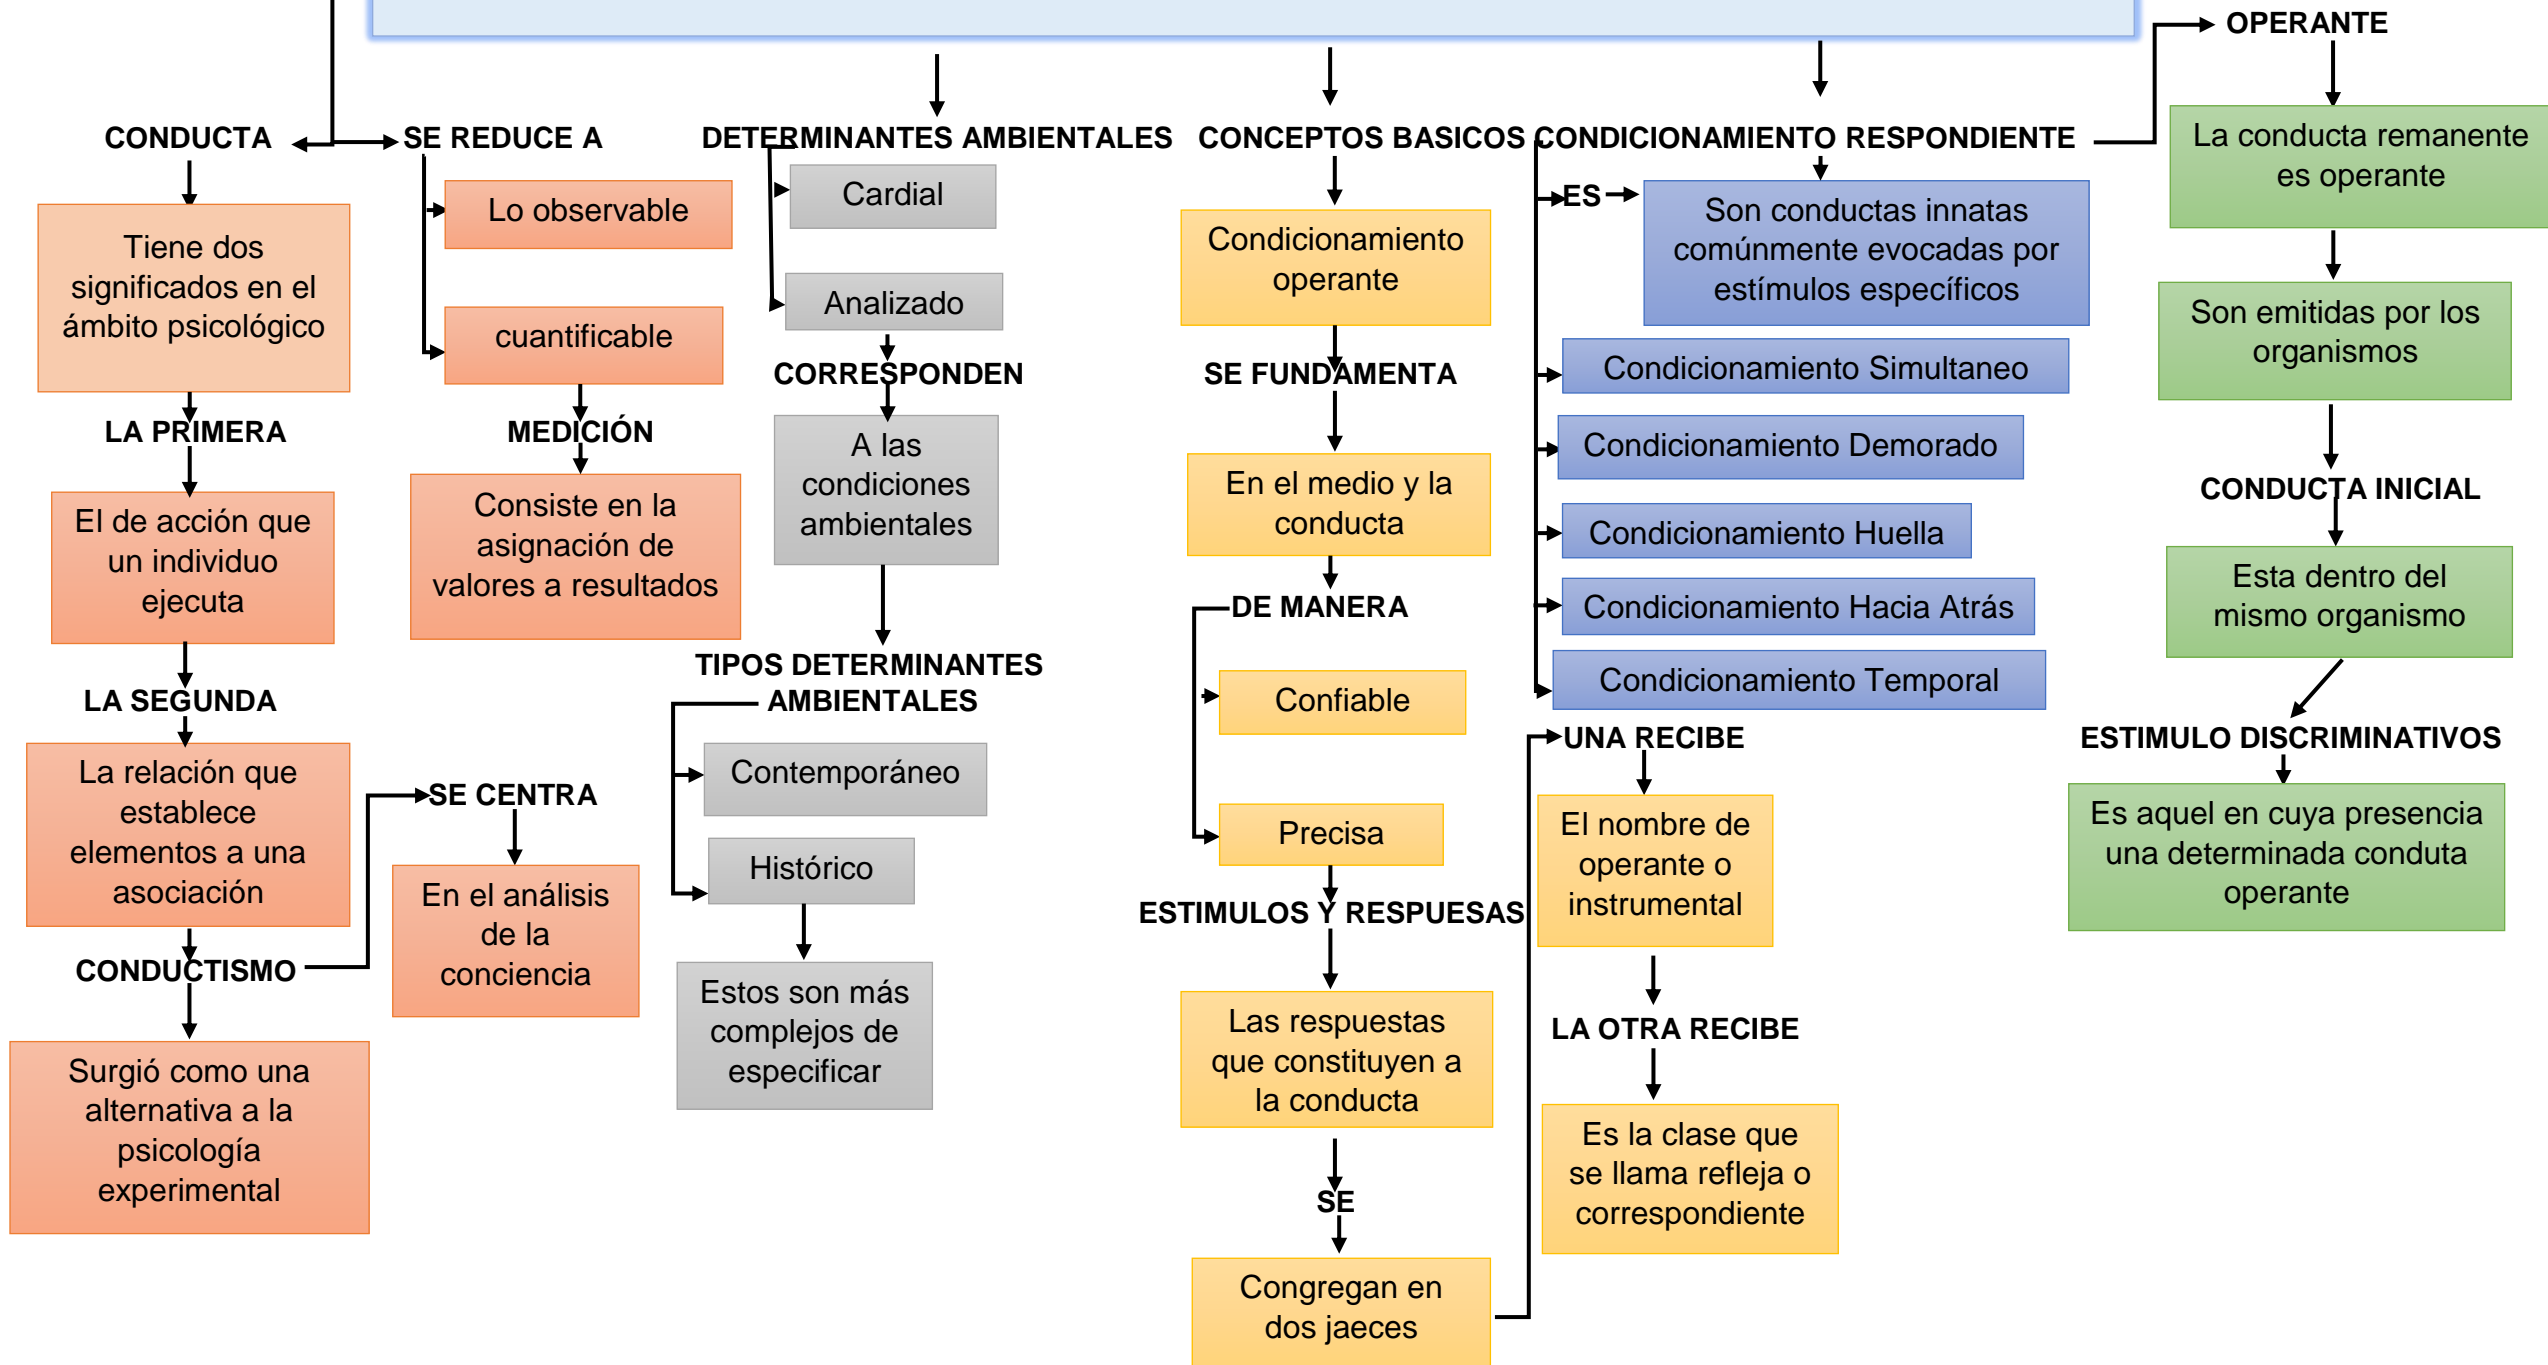 CONDUCTA
Tiene dos
significados en el
ámbito psicológico
LA PRIMERA
El de acción que
un individuo
ejecuta
LA SEGUNDA
La relación que
establece
elementos a una
asociación
CONDUCTISMO
Surgió como una
alternativa a la
psicología
experimental
SE REDUCE A
Lo observable
cuantificable
MEDICIÓN
Consiste en la
asignación de
valores a resultados
SE CENTRA
En el análisis
de la
conciencia
DETERMINANTES AMBIENTALES
Cardial
Analizado
CORRESPONDEN
A las
condiciones
ambientales
TIPOS DETERMINANTES
AMBIENTALES
Contemporáneo
Histórico
Estos son más
complejos de
especificar
CONCEPTOS BASICOS
Condicionamiento
operante
SE FUNDAMENTA
En el medio y la
conducta
DE MANERA
Confiable
Precisa
ESTIMULOS Y RESPUESAS
Las respuestas
que constituyen a
la conducta
SE
Congregan en
dos jaeces
UNA RECIBE
El nombre de
operante o
instrumental
LA OTRA RECIBE
Es la clase que
se llama refleja o
correspondiente
CONDICIONAMIENTO RESPONDIENTE
ES
Son conductas innatas
comúnmente evocadas por
estímulos específicos
Condicionamiento Simultaneo
Condicionamiento Demorado
Condicionamiento Huella
Condicionamiento Hacia Atrás
Condicionamiento Temporal
OPERANTE
La conducta remanente
es operante
Son emitidas por los
organismos
CONDUCTA INICIAL
Esta dentro del
mismo organismo
ESTIMULO DISCRIMINATIVOS
Es aquel en cuya presencia
una determinada conduta
operante